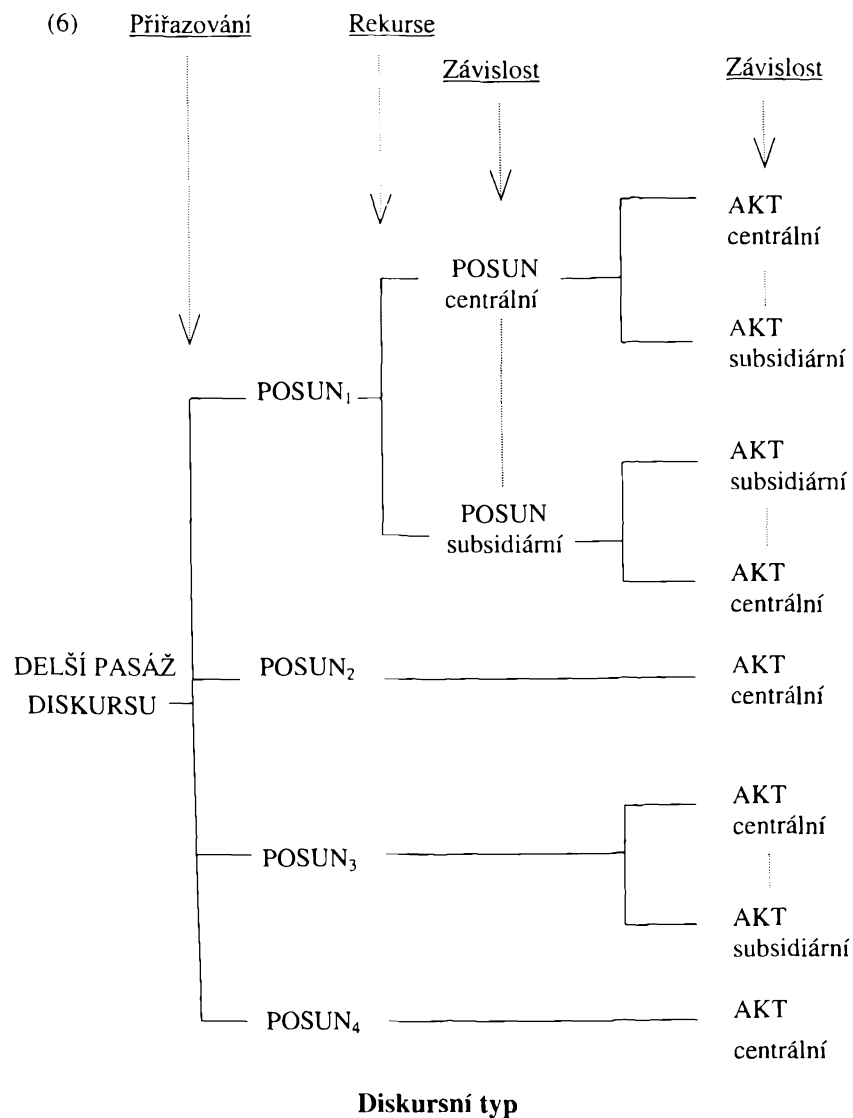 (6) Přiřazování Rekurse
Závislost Závislost
AKT
centrální
POSUN
centrální
AKT
subsidiární
POSUN₁
AKT
subsidiární
POSUN
subsidiární
AKT
centrální
DELŠÍ PASÁŽ
DISKURSU
POSUN₂
AKT
centrální
AKT
centrální
POSUN₃
AKT
subsidiární
POSUN₄
AKT
centrální
Diskursní typ